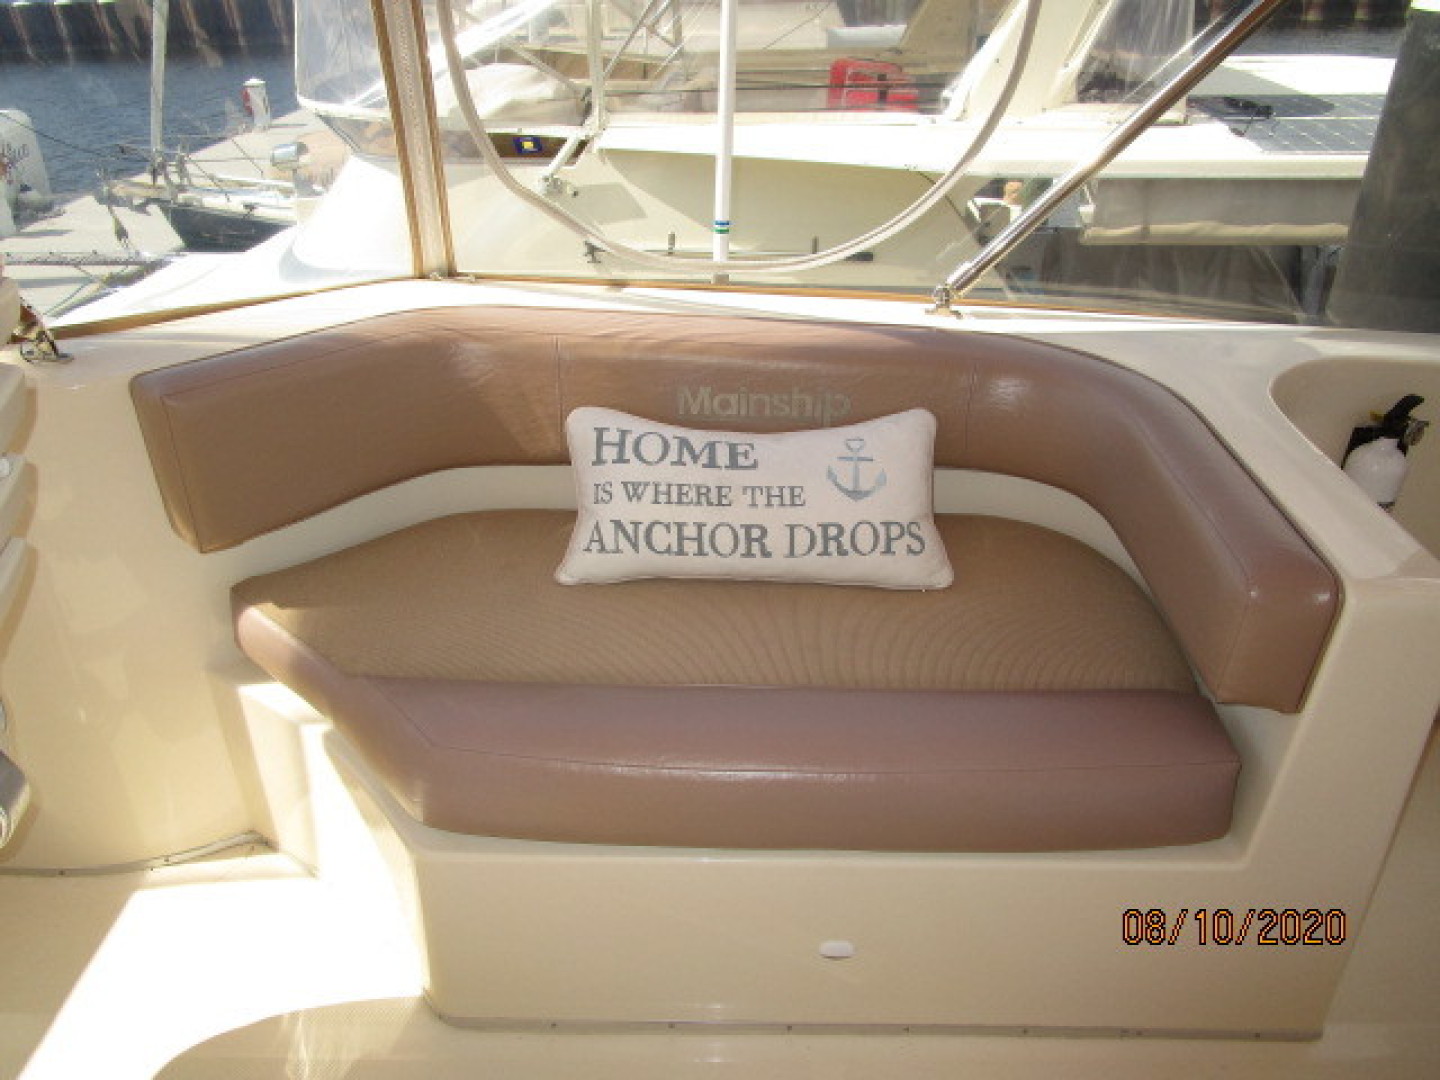 Mainship
HOME
IS WHERE THE
ANCHOR DROPS
08/10/2020